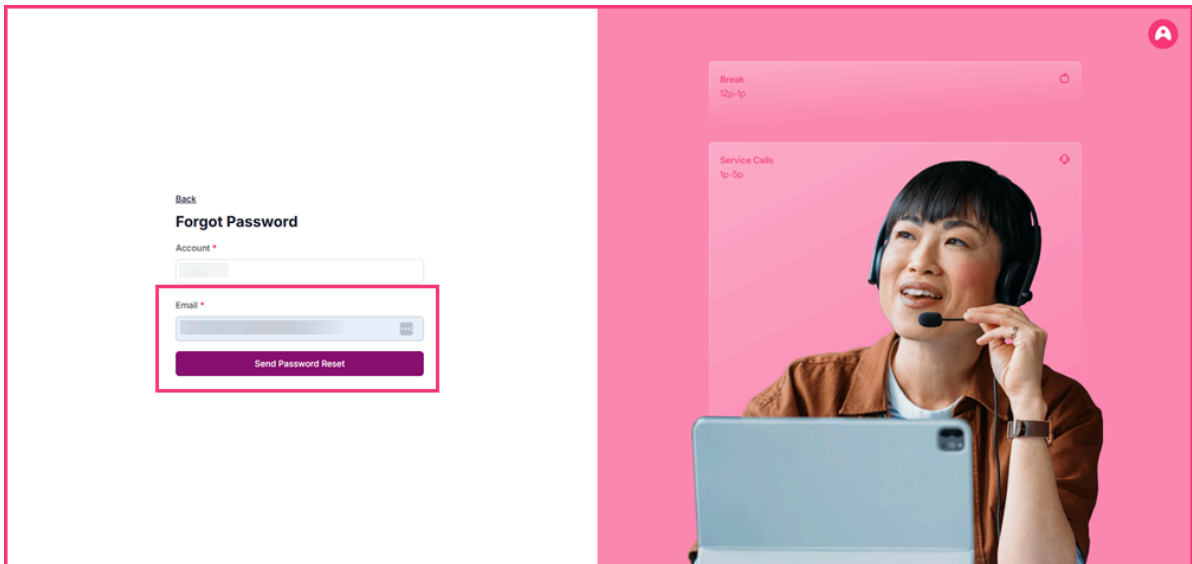 Back
Forgot Password
Account *
Email *
Send Password Reset
Break
12p-1p
Service Calls
1p-5p